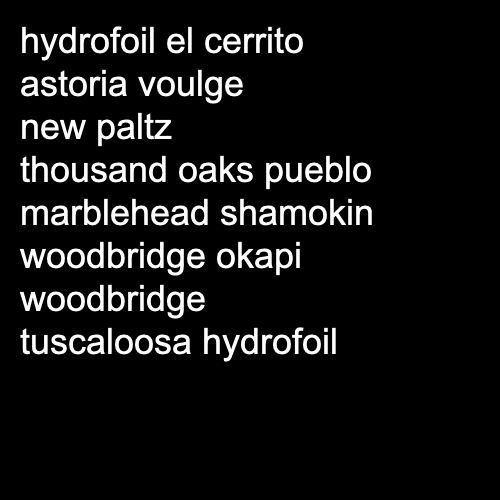 hydrofoil el cerrito
astoria voulge
new paltz
thousand oaks pueblo
marblehead shamokin
woodbridge okapi
woodbridge
tuscaloosa hydrofoil